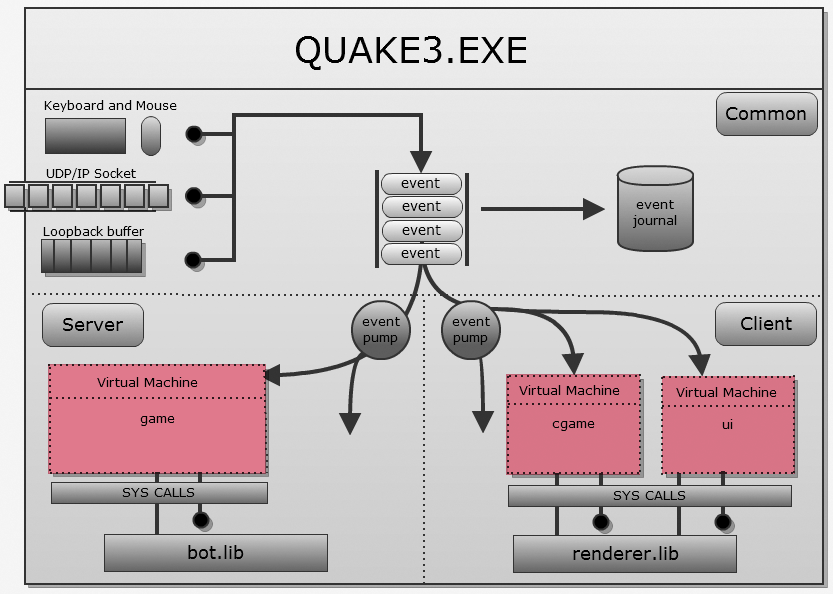 QUAKE3.EXE
Keyboard and Mouse
Common
UDP/IP Socket
Loopback buffer
event
event
event
event
event
journal
Server
event
pump
event
pump
Client
Virtual Machine
game
Virtual Machine
cgame
Virtual Machine
ui
SYS CALLS
SYS CALLS
bot.lib
renderer.lib